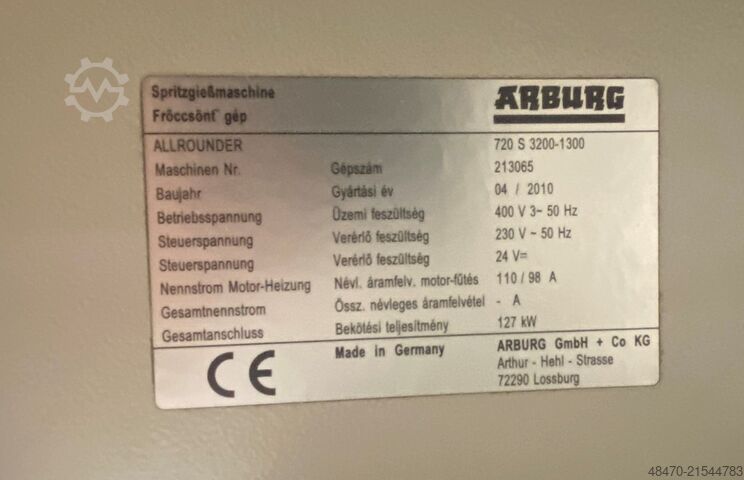 Spritzgießmaschine
Fröccsönt˝ gép
ARBURG
ALLROUNDER 720 S 3200-1300
Maschinen Nr. Gépszám 213065
Baujahr Gyártási év 04 / 2010
Betriebsspannung Üzemi feszültség 400 V 3~ 50 Hz
Steuerspannung Verérlő feszültség 230 V ~ 50 Hz
Steuerspannung Verérlő feszültség 24 V=
Nennstrom Motor-Heizung Névl. áramfelv. motor-fűtés 110 / 98 A
Gesamtnennstrom Össz. névleges áramfelvétel - A
Gesamtanschluss Bekötési teljesítmény 127 kW
CE Made in Germany ARBURG GmbH + Co KG
Arthur - Hehl - Strasse
72290 Lossburg
48470-21544783